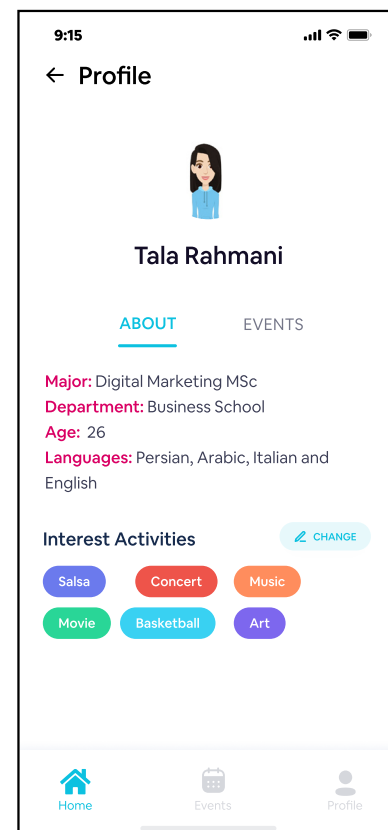 9:15
Profile
Tala Rahmani
ABOUT EVENTS
Major: Digital Marketing MSc
Department: Business School
Age: 26
Languages: Persian, Arabic, Italian and
English
Interest Activities CHANGE
Salsa Concert Music
Movie Basketball Art
Home Events Profile